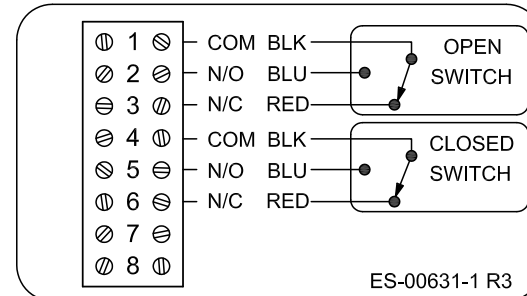 1 COM BLK
2 N/O BLU
3 N/C RED
OPEN
SWITCH
4 COM BLK
5 N/O BLU
6 N/C RED
CLOSED
SWITCH
7
8
ES-00631-1 R3